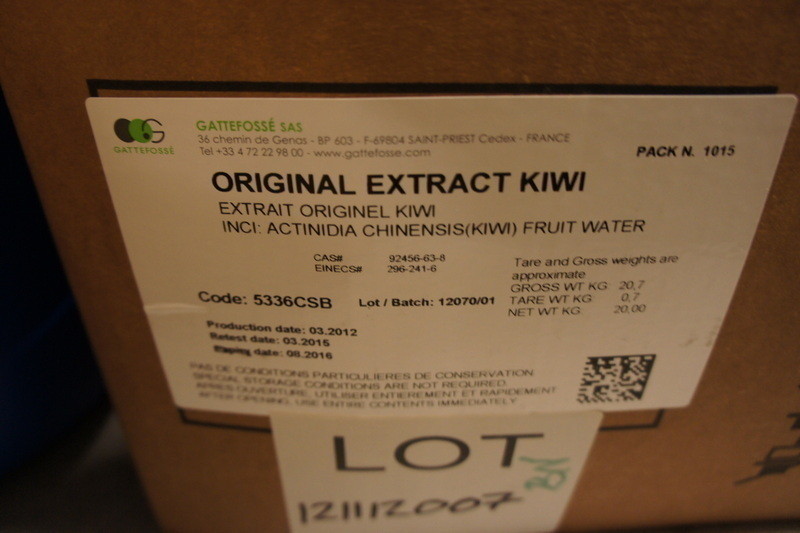 GATTEFOSSÉ
GATTEFOSSÉ SAS
36 chemin de Genas - BP 603 - F-69804 SAINT-PRIEST Cedex - FRANCE
Tel +33 4 72 22 98 00 - www.gattefosse.com
PACK N. 1015
ORIGINAL EXTRACT KIWI
EXTRAIT ORIGINEL KIWI
INCI: ACTINIDIA CHINENSIS(KIWI) FRUIT WATER
CAS# 92456-63-8
EINECS# 296-241-6
Tare and Gross weights are
approximate
GROSS WT KG 20,7
TARE WT KG 0,7
NET WT KG 20,00
Code: 5336CSB Lot / Batch: 12070/01
Production date: 03.2012
Retest date: 03.2015
Expiry date: 08.2016
PAS DE CONDITIONS PARTICULIERES DE CONSERVATION
SPECIAL STORAGE CONDITIONS ARE NOT REQUIRED.
APRES OUVERTURE, UTILISER ENTIEREMENT ET RAPIDEMENT
AFTER OPENING, USE ENTIRE CONTENTS IMMEDIATELY
LOT
121112007